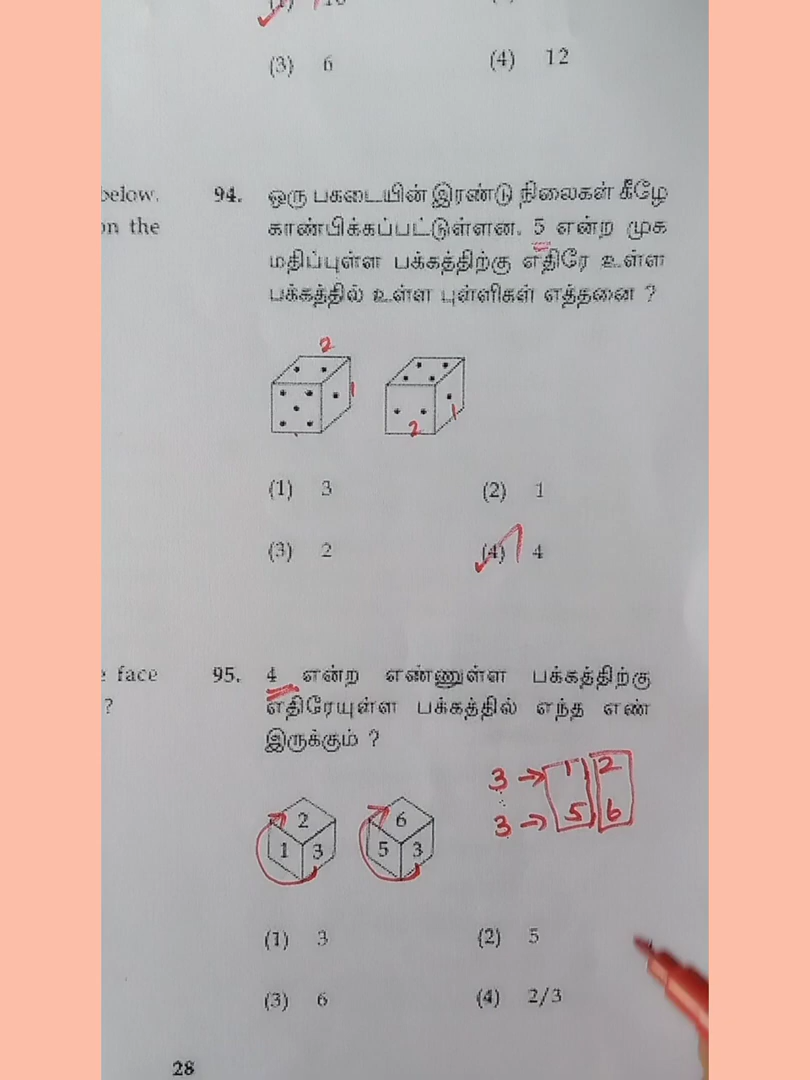 (3) 6 (4) 12
below.
on the
94. ஒரு பகடையின் இரண்டு நிலைகள் கீழே
காண்பிக்கப்பட்டுள்ளன. 5 என்ற முக
மதிப்புள்ள பக்கத்திற்கு எதிரே உள்ள
பக்கத்தில் உள்ள புள்ளிகள் எத்தனை ?
2
1
2 1
(1) 3 (2) 1
(3) 2 (4) 4
face
?
95. 4 என்ற எண்ணுள்ள பக்கத்திற்கு
எதிரேயுள்ள பக்கத்தில் எந்த எண்
இருக்கும் ?
3 → 1 2
3 → 5 6
2 6
1 3 5 3
(1) 3 (2) 5
(3) 6 (4) 2/3
28